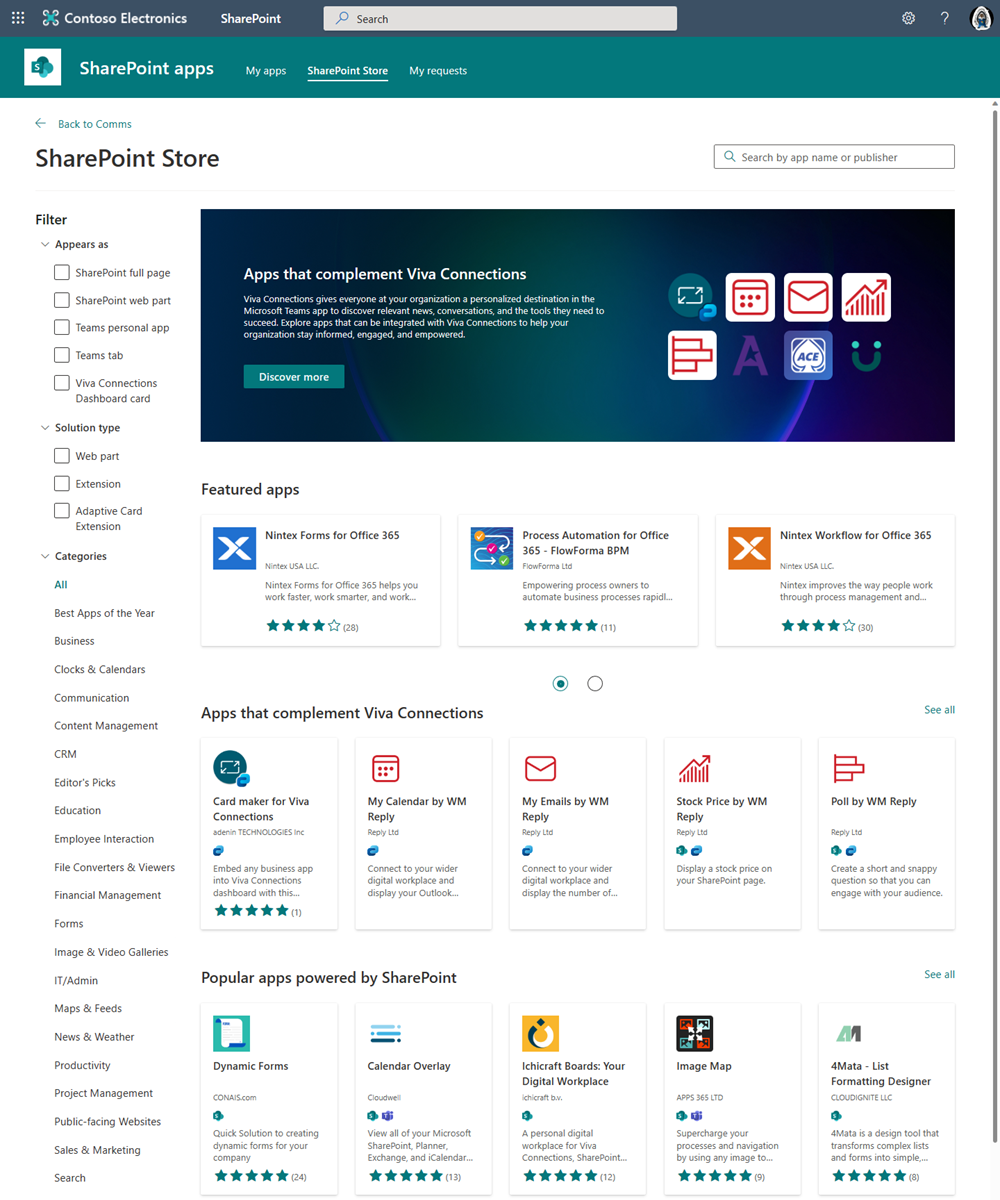 Contoso Electronics
SharePoint
Search
?
SharePoint apps
My apps
SharePoint Store
My requests
Back to Comms
SharePoint Store
Search by app name or publisher
Filter
Appears as
SharePoint full page
SharePoint web part
Teams personal app
Teams tab
Viva Connections
Dashboard card
Solution type
Web part
Extension
Adaptive Card
Extension
Categories
All
Best Apps of the Year
Business
Clocks & Calendars
Communication
Content Management
CRM
Editor's Picks
Education
Employee Interaction
File Converters & Viewers
Financial Management
Forms
Image & Video Galleries
IT/Admin
Maps & Feeds
News & Weather
Productivity
Project Management
Public-facing Websites
Sales & Marketing
Search
Apps that complement Viva Connections
Viva Connections gives everyone at your organization a personalized destination in the
Microsoft Teams app to discover relevant news, conversations, and the tools they need to
succeed. Explore apps that can be integrated with Viva Connections to help your
organization stay informed, engaged, and empowered.
Discover more
ACE
Featured apps
Nintex Forms for Office 365
Nintex USA LLC.
Nintex Forms for Office 365 helps you
work faster, work smarter, and work...
(28)
Process Automation for Office
365 - FlowForma BPM
FlowForma Ltd
Empowering process owners to
automate business processes rapidl...
(11)
Nintex Workflow for Office 365
Nintex USA LLC.
Nintex improves the way people work
through process management and...
(30)
Apps that complement Viva Connections
See all
Card maker for Viva
Connections
adenin TECHNOLOGIES Inc
Embed any business app
into Viva Connections
dashboard with this...
(1)
My Calendar by WM
Reply
Reply Ltd
Connect to your wider
digital workplace and
display your Outlook...
My Emails by WM
Reply
Reply Ltd
Connect to your wider
digital workplace and
display the number of...
Stock Price by WM
Reply
Reply Ltd
Display a stock price on
your SharePoint page.
Poll by WM Reply
Reply Ltd
Create a short and snappy
question so that you can
engage with your audience.
Popular apps powered by SharePoint
See all
Dynamic Forms
CONAIS.com
Quick Solution to creating
dynamic forms for your
company
(24)
Calendar Overlay
Cloudwell
View all of your Microsoft
SharePoint, Planner,
Exchange, and iCalendar...
(13)
Ichicraft Boards: Your
Digital Workplace
ichicraft b.v.
A personal digital
workplace for Viva
Connections, SharePoint...
(12)
Image Map
APPS 365 LTD
Supercharge your
processes and navigation
by using any image to...
(9)
4Mata - List
Formatting Designer
CLOUDIGNITE LLC
4Mata is a design tool that
transforms complex lists
and forms into simple,...
(8)